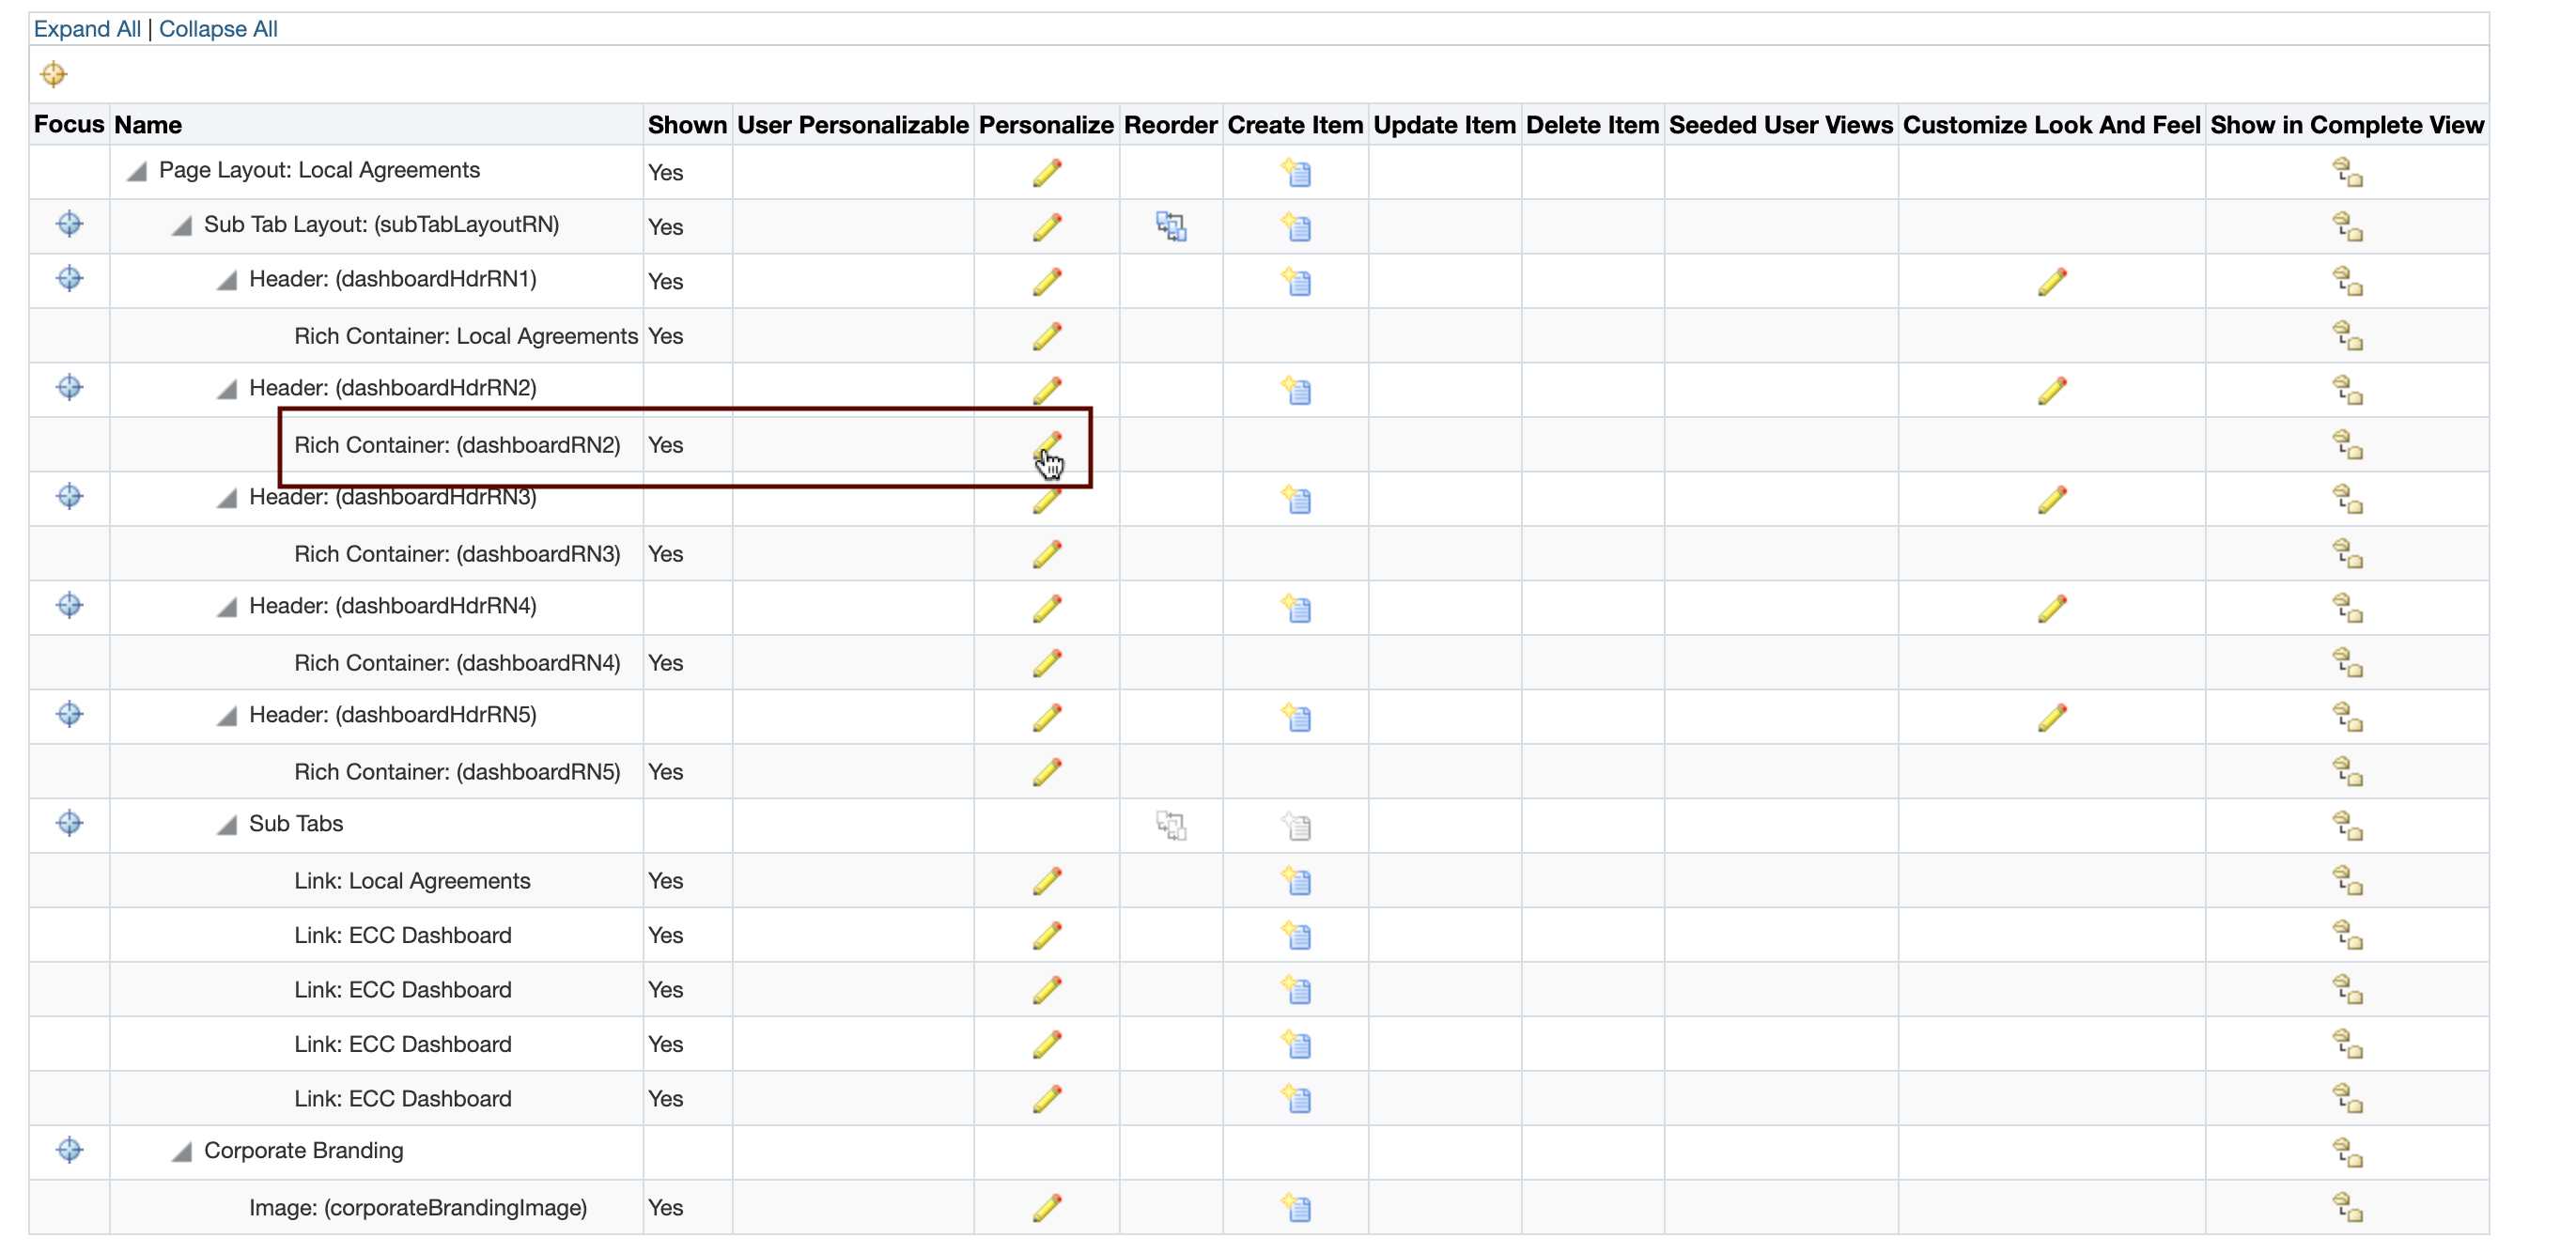 Expand All | Collapse All
Focus Name Shown User Personalizable Personalize Reorder Create Item Update Item Delete Item Seeded User Views Customize Look And Feel Show in Complete View
Page Layout: Local Agreements Yes
Sub Tab Layout: (subTabLayoutRN) Yes
Header: (dashboardHdrRN1) Yes
Rich Container: Local Agreements Yes
Header: (dashboardHdrRN2)
Rich Container: (dashboardRN2) Yes
Header: (dashboardHdrRN3)
Rich Container: (dashboardRN3) Yes
Header: (dashboardHdrRN4)
Rich Container: (dashboardRN4) Yes
Header: (dashboardHdrRN5)
Rich Container: (dashboardRN5) Yes
Sub Tabs
Link: Local Agreements Yes
Link: ECC Dashboard Yes
Link: ECC Dashboard Yes
Link: ECC Dashboard Yes
Link: ECC Dashboard Yes
Corporate Branding
Image: (corporateBrandingImage) Yes